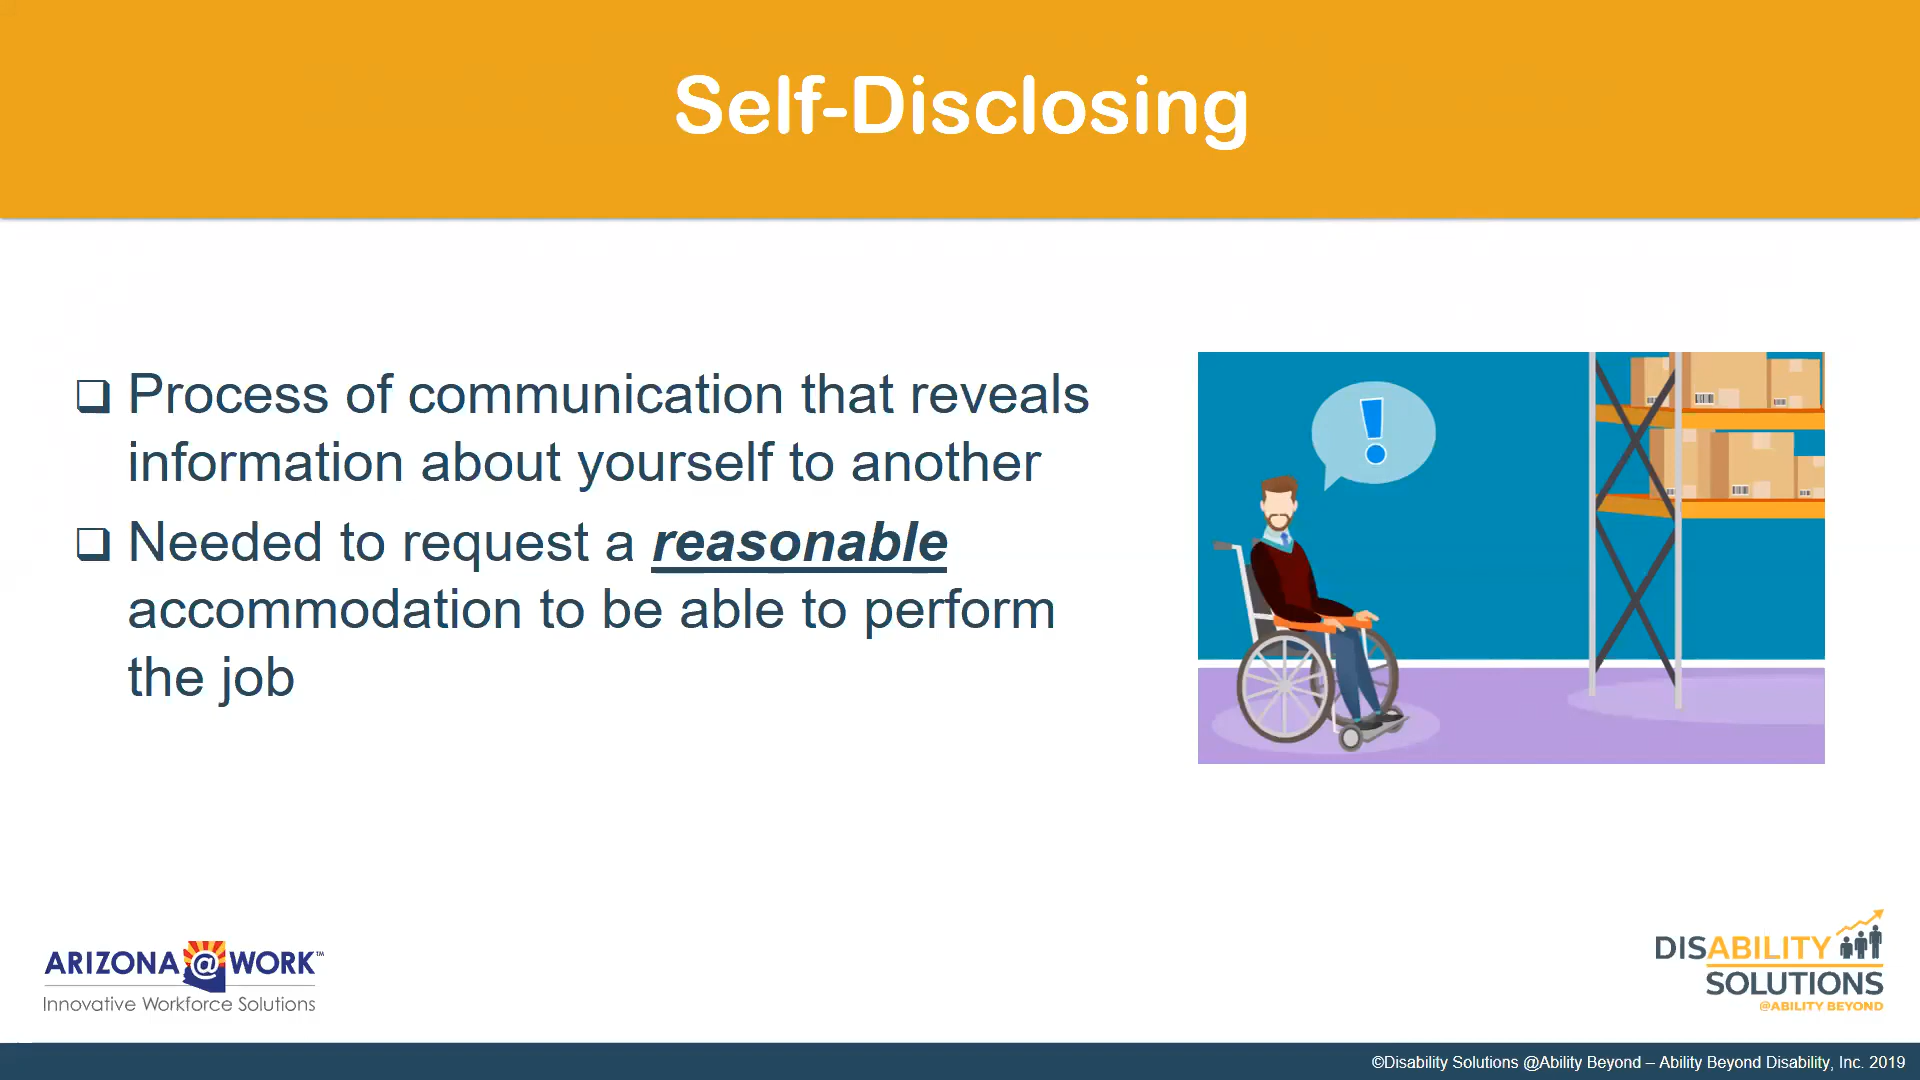 Self-Disclosing
Process of communication that reveals
information about yourself to another
Needed to request a reasonable
accommodation to be able to perform
the job
!
ARIZONA @ WORK™
Innovative Workforce Solutions
DISABILITY
SOLUTIONS
@ABILITY BEYOND
©Disability Solutions @Ability Beyond – Ability Beyond Disability, Inc. 2019